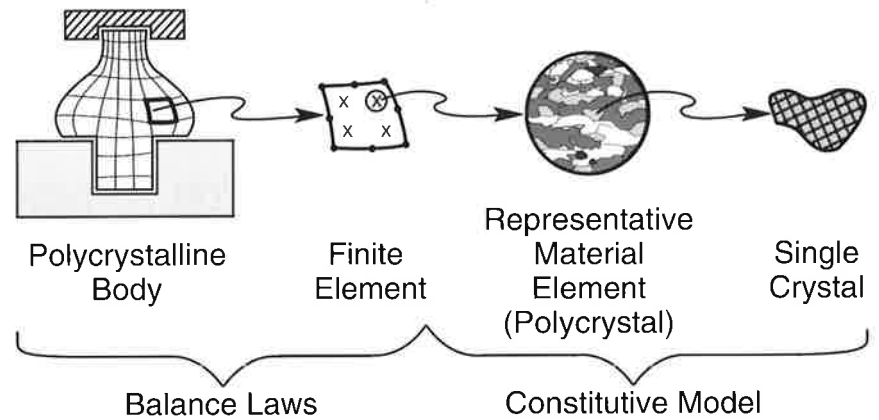 x x
x x
Polycrystalline
Body
Finite
Element
Representative
Material
Element
(Polycrystal)
Single
Crystal
Balance Laws
Constitutive Model